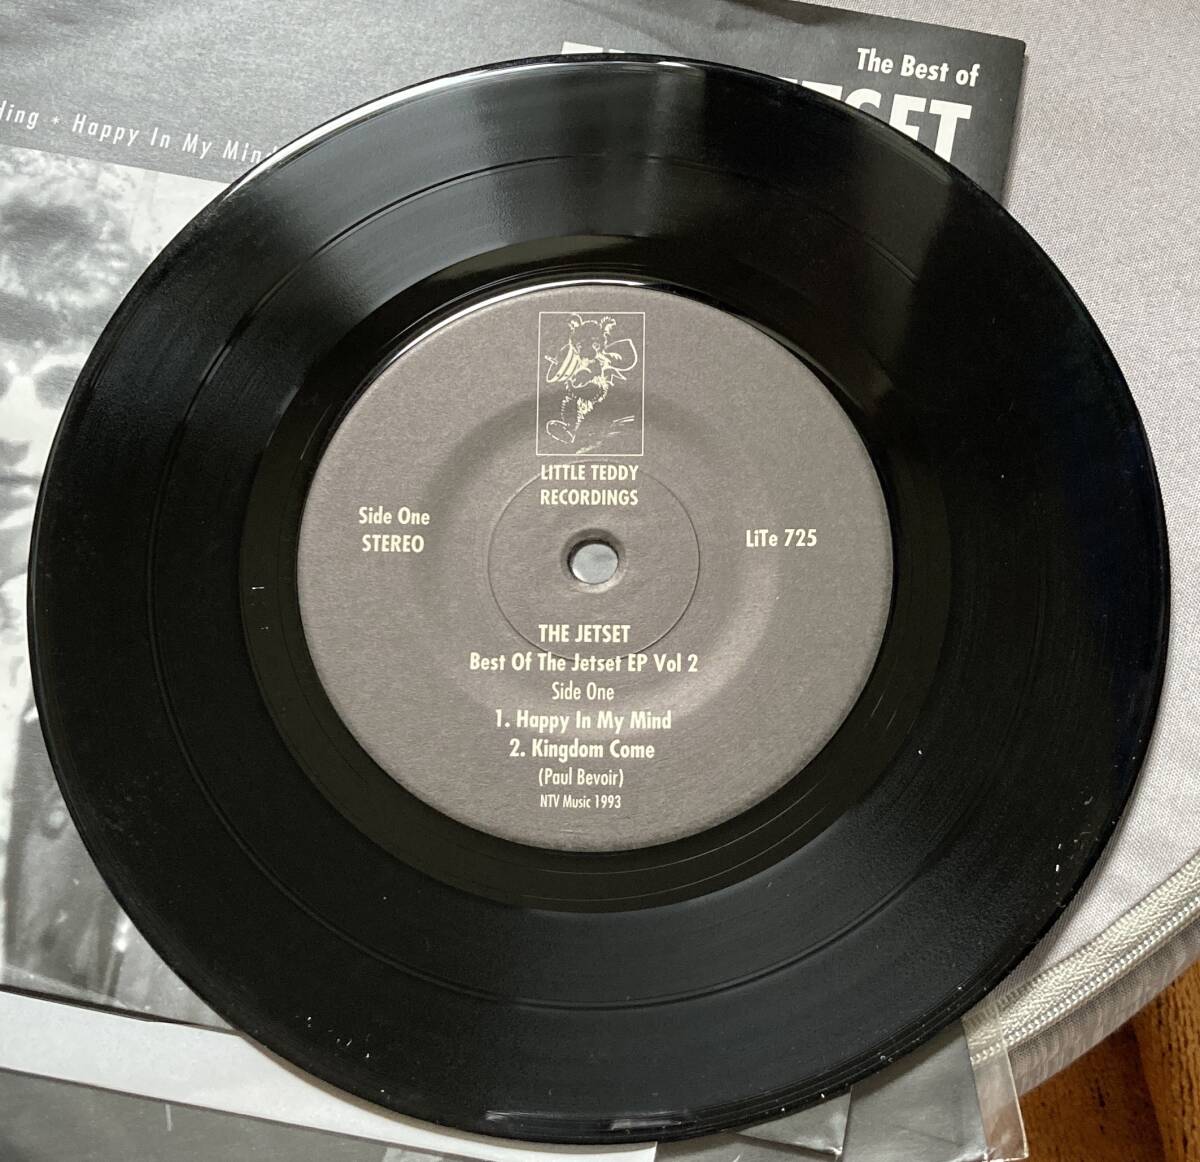 The Best of
JETSET
Happy In My Mind
LITTLE TEDDY
RECORDINGS
Side One
STEREO
LiTe 725
THE JETSET
Best Of The Jetset EP Vol 2
Side One
1. Happy In My Mind
2. Kingdom Come
(Paul Bevoir)
NTV Music 1993